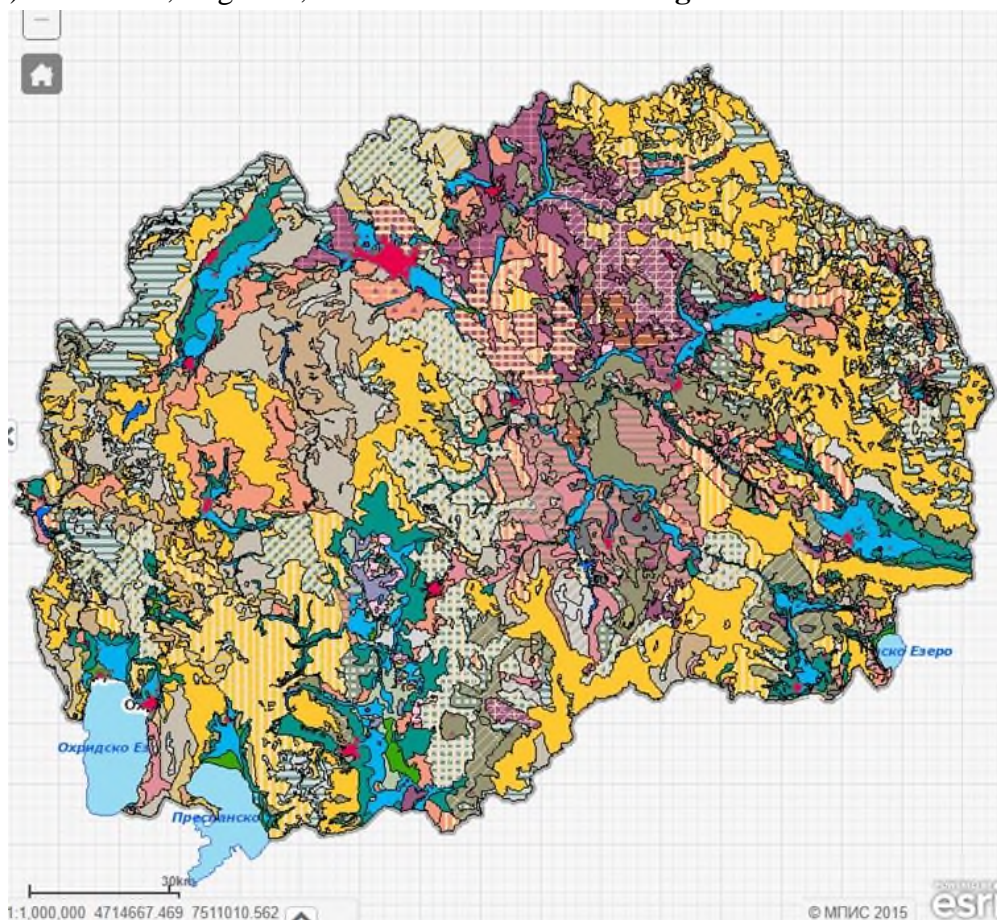 –
ско Езеро
О
Охридско Ез
Преспанско
30km
1:1,000,000 4714667.469 7511010.562
© МПИС 2015
esri